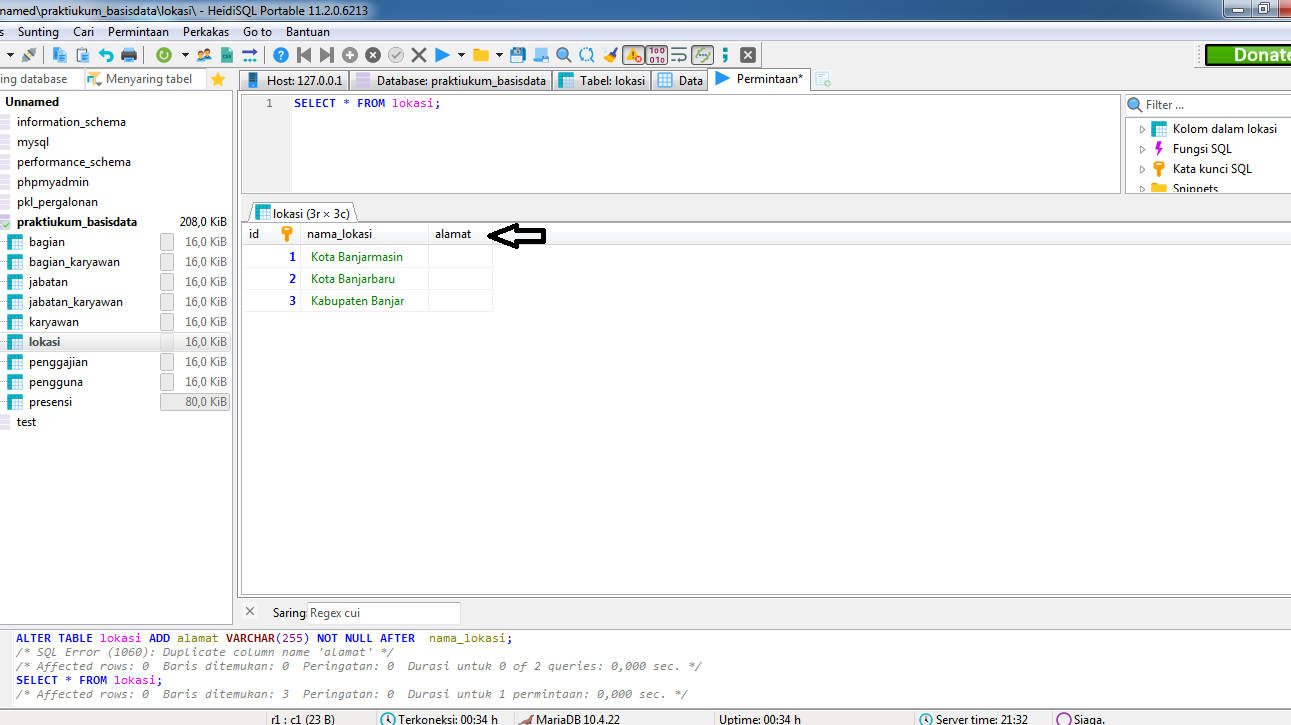 named\praktiukum_basisdata\lokasi\ - HeidiSQL Portable 11.2.0.6213
s Sunting Cari Permintaan Perkakas Go to Bantuan
Donate
ing database Menyaring tabel Host: 127.0.0.1 Database: praktiukum_basisdata Tabel: lokasi Data Permintaan*
Unnamed
information_schema
mysql
performance_schema
phpmyadmin
pkl_pergalonan
praktiukum_basisdata 208,0 KiB
bagian 16,0 KiB
bagian_karyawan 16,0 KiB
jabatan 16,0 KiB
jabatan_karyawan 16,0 KiB
karyawan 16,0 KiB
lokasi 16,0 KiB
penggajian 16,0 KiB
pengguna 16,0 KiB
presensi 80,0 KiB
test
1 SELECT * FROM lokasi;
Filter ...
Kolom dalam lokasi
Fungsi SQL
Kata kunci SQL
Snippets
lokasi (3r × 3c)
id nama_lokasi alamat
1 Kota Banjarmasin
2 Kota Banjarbaru
3 Kabupaten Banjar
Saring: Regex cui
ALTER TABLE lokasi ADD alamat VARCHAR(255) NOT NULL AFTER  nama_lokasi;
/* SQL Error (1060): Duplicate column name 'alamat' */
/* Affected rows: 0  Baris ditemukan: 0  Peringatan: 0  Durasi untuk 0 of 2 queries: 0,000 sec. */
SELECT * FROM lokasi;
/* Affected rows: 0  Baris ditemukan: 3  Peringatan: 0  Durasi untuk 1 permintaan: 0,000 sec. */
r1 : c1 (23 B) Terkoneksi: 00:34 h MariaDB 10.4.22 Uptime: 00:34 h Server time: 21:32 Siaga.